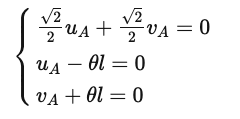 √2/2 u_A + √2/2 v_A = 0
u_A − θl = 0
v_A + θl = 0